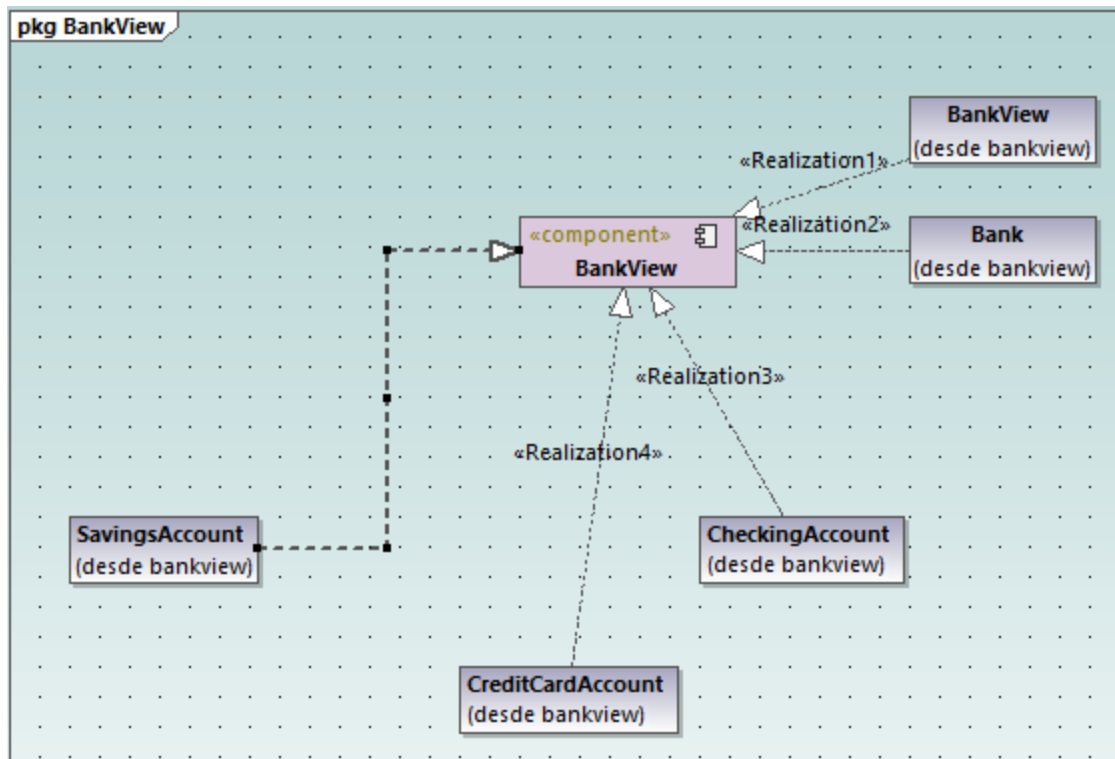 pkg BankView
BankView
(desde bankview)
«Realization1»
«Realization2»
«component»
BankView
Bank
(desde bankview)
«Realization3»
«Realization4»
SavingsAccount
(desde bankview)
CheckingAccount
(desde bankview)
CreditCardAccount
(desde bankview)